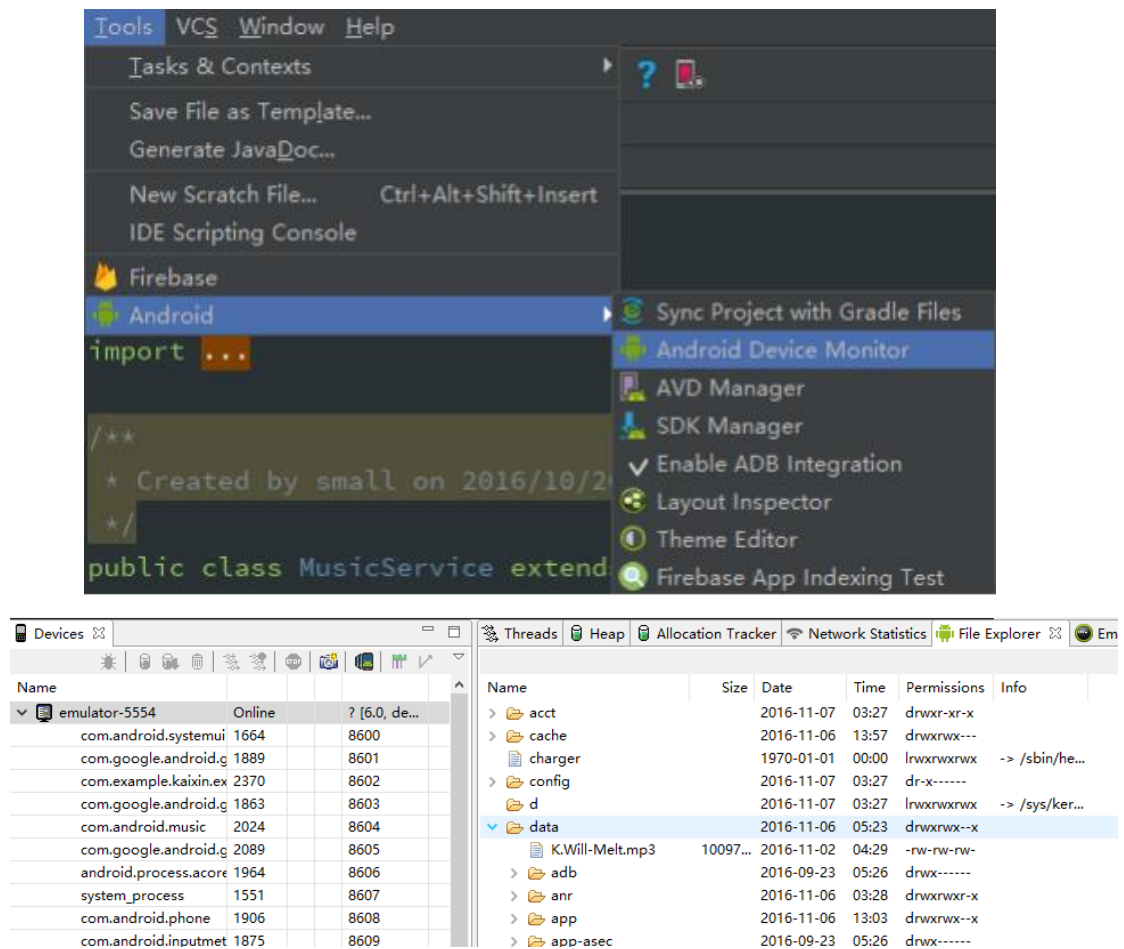 Tools VCS Window Help
Tasks & Contexts
Save File as Template...
Generate JavaDoc...
New Scratch File... Ctrl+Alt+Shift+Insert
IDE Scripting Console
Firebase
Android
Sync Project with Gradle Files
Android Device Monitor
AVD Manager
SDK Manager
Enable ADB Integration
Layout Inspector
Theme Editor
Firebase App Indexing Test
import ...
/**
* Created by small on 2016/10/2
*/
public class MusicService extend
Devices
Name
emulator-5554 Online ? [6.0, de...
com.android.systemui 1664 8600
com.google.android.g 1889 8601
com.example.kaixin.ex 2370 8602
com.google.android.g 1863 8603
com.android.music 2024 8604
com.google.android.g 2089 8605
android.process.acore 1964 8606
system_process 1551 8607
com.android.phone 1906 8608
com.android.inputmet 1875 8609
Threads Heap Allocation Tracker Network Statistics File Explorer Em
Name Size Date Time Permissions Info
acct 2016-11-07 03:27 drwxr-xr-x
cache 2016-11-06 13:57 drwxrwx---
charger 1970-01-01 00:00 lrwxrwxrwx -> /sbin/he...
config 2016-11-07 03:27 dr-x------
d 2016-11-07 03:27 lrwxrwxrwx -> /sys/ker...
data 2016-11-06 05:23 drwxrwx--x
K.Will-Melt.mp3 10097... 2016-11-02 04:29 -rw-rw-rw-
adb 2016-09-23 05:26 drwx------
anr 2016-11-06 03:28 drwxrwxr-x
app 2016-11-06 13:03 drwxrwx--x
app-asec 2016-09-23 05:26 drwx------